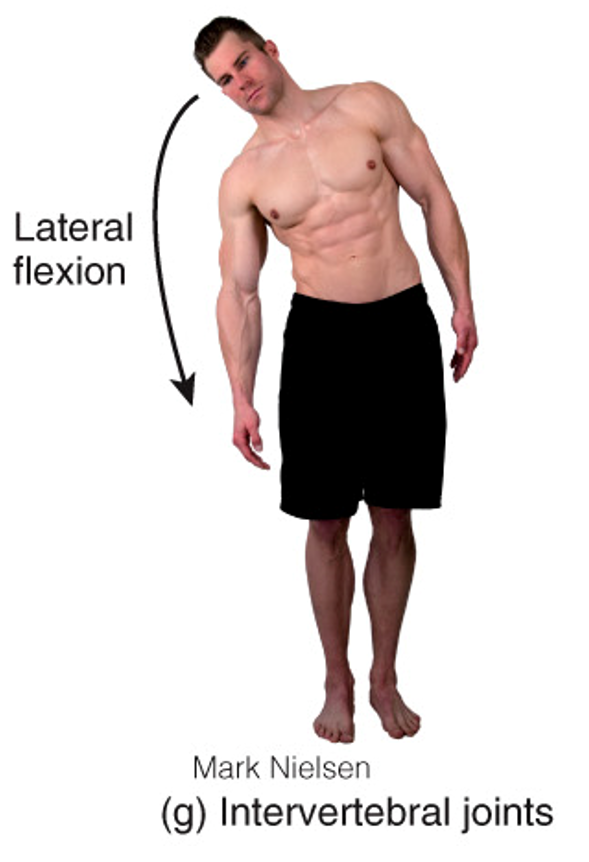 Lateral
flexion
Mark Nielsen
(g) Intervertebral joints